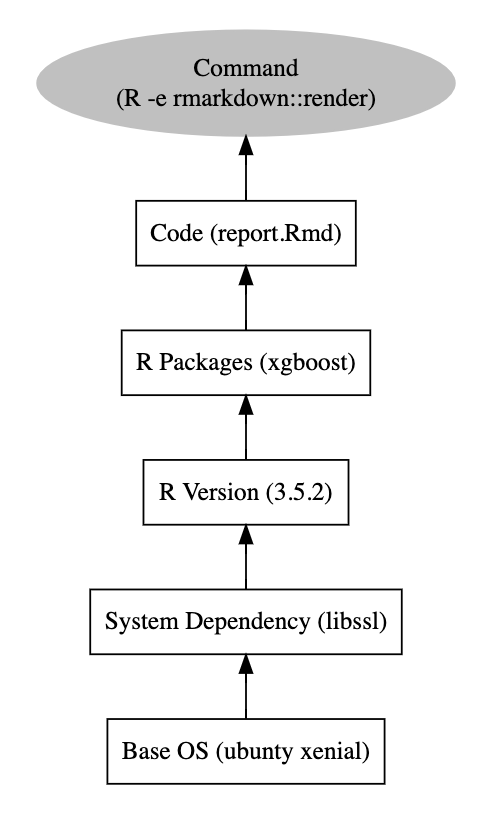 Command
(R -e rmarkdown::render)
Code (report.Rmd)
R Packages (xgboost)
R Version (3.5.2)
System Dependency (libssl)
Base OS (ubunty xenial)